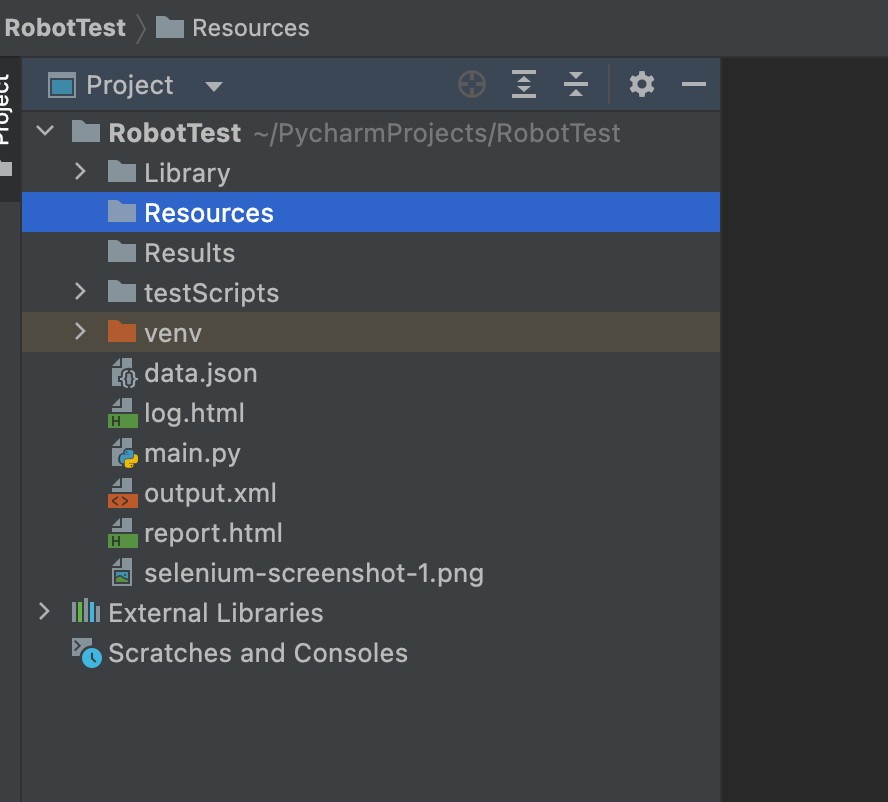 RobotTest Resources
Project
Project
RobotTest ~/PycharmProjects/RobotTest
Library
Resources
Results
testScripts
venv
data.json
log.html
main.py
output.xml
report.html
selenium-screenshot-1.png
External Libraries
Scratches and Consoles